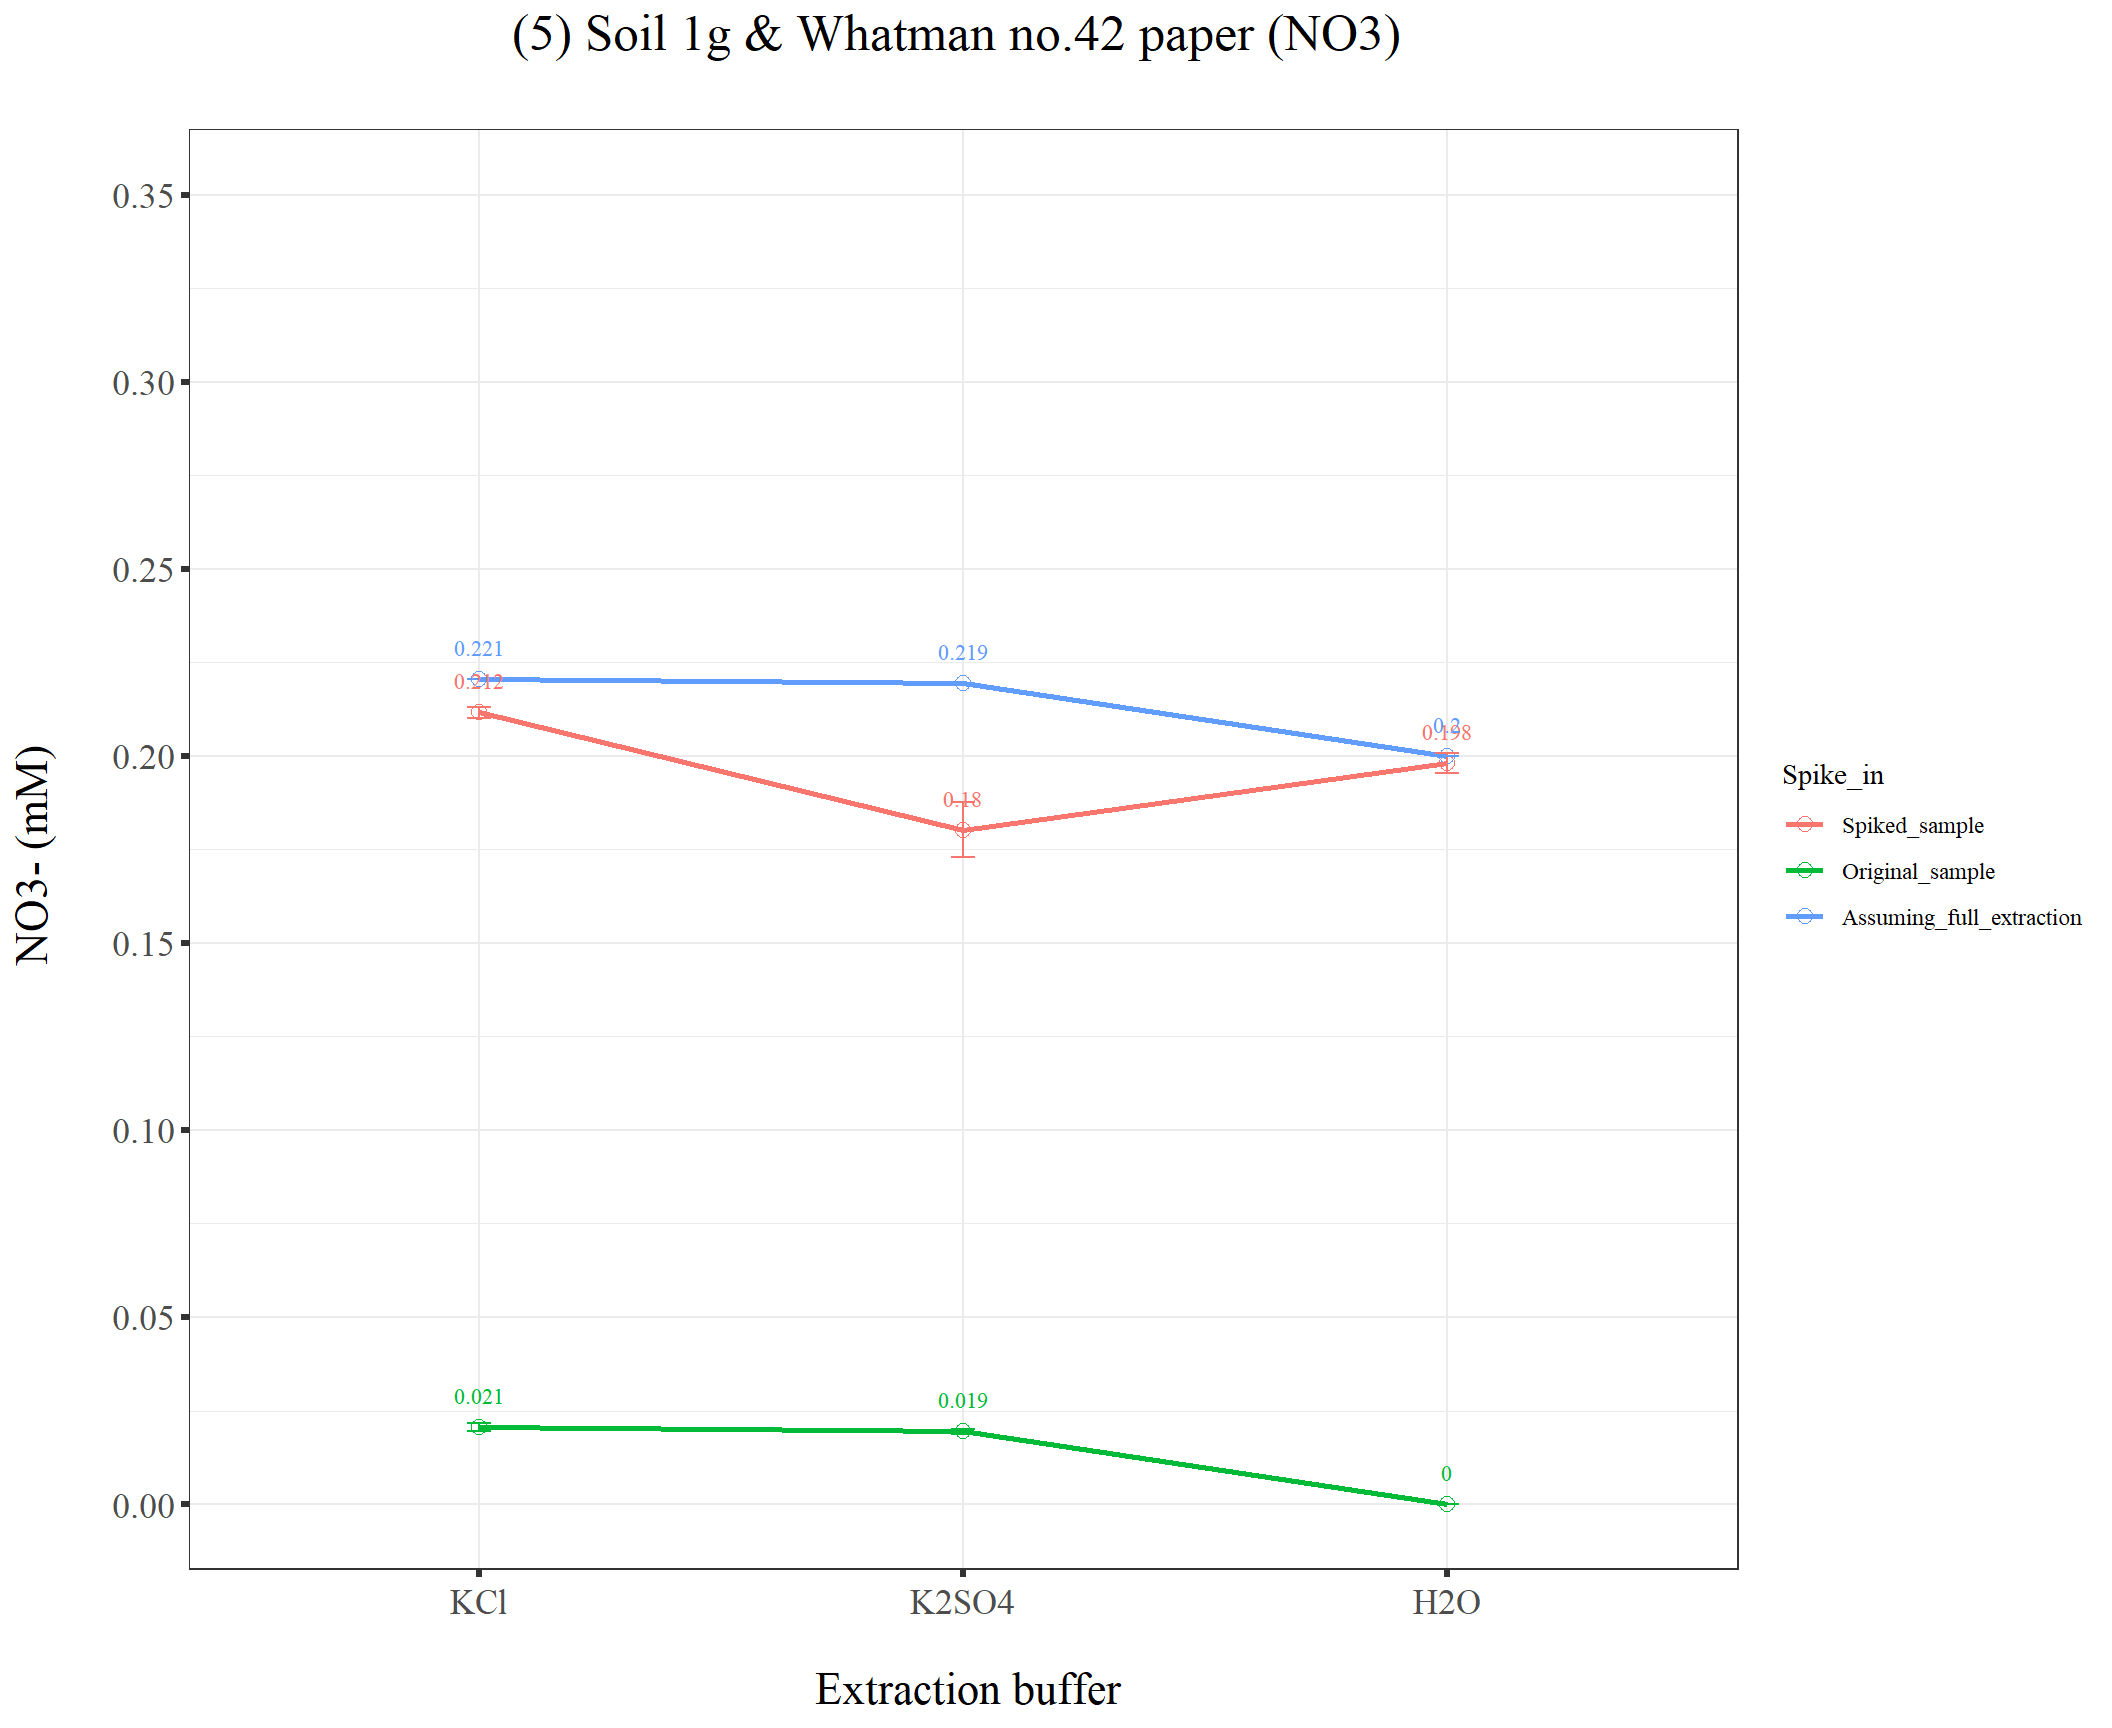 (5) Soil 1g & Whatman no.42 paper (NO3)
NO3- (mM)
0.35
0.30
0.25
0.20
0.15
0.10
0.05
0.00
0.221
0.212
0.219
0.18
0.2
0.198
0.021
0.019
0
KCl
K2SO4
H2O
Extraction buffer
Spike_in
Spiked_sample
Original_sample
Assuming_full_extraction